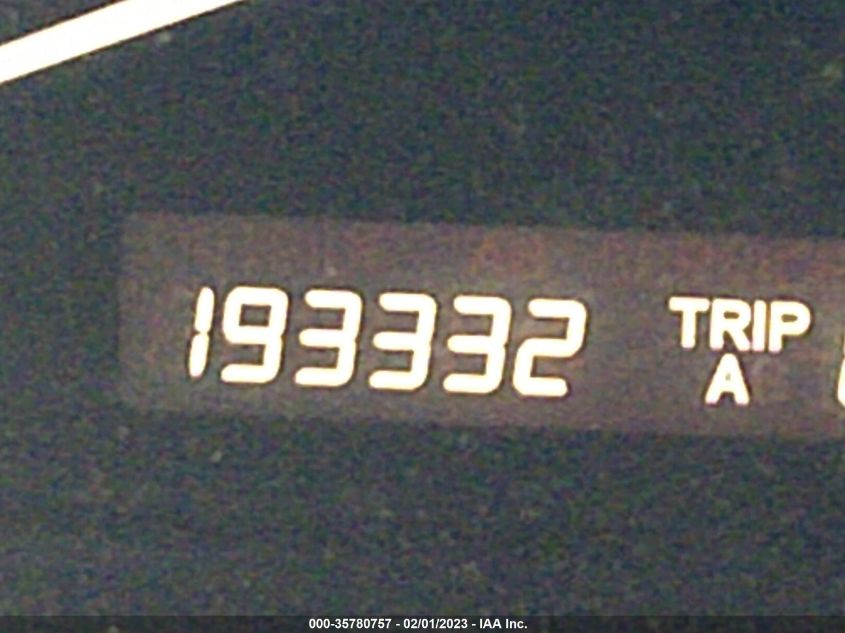 193332
TRIP
A
000-35780757 - 02/01/2023 - IAA Inc.